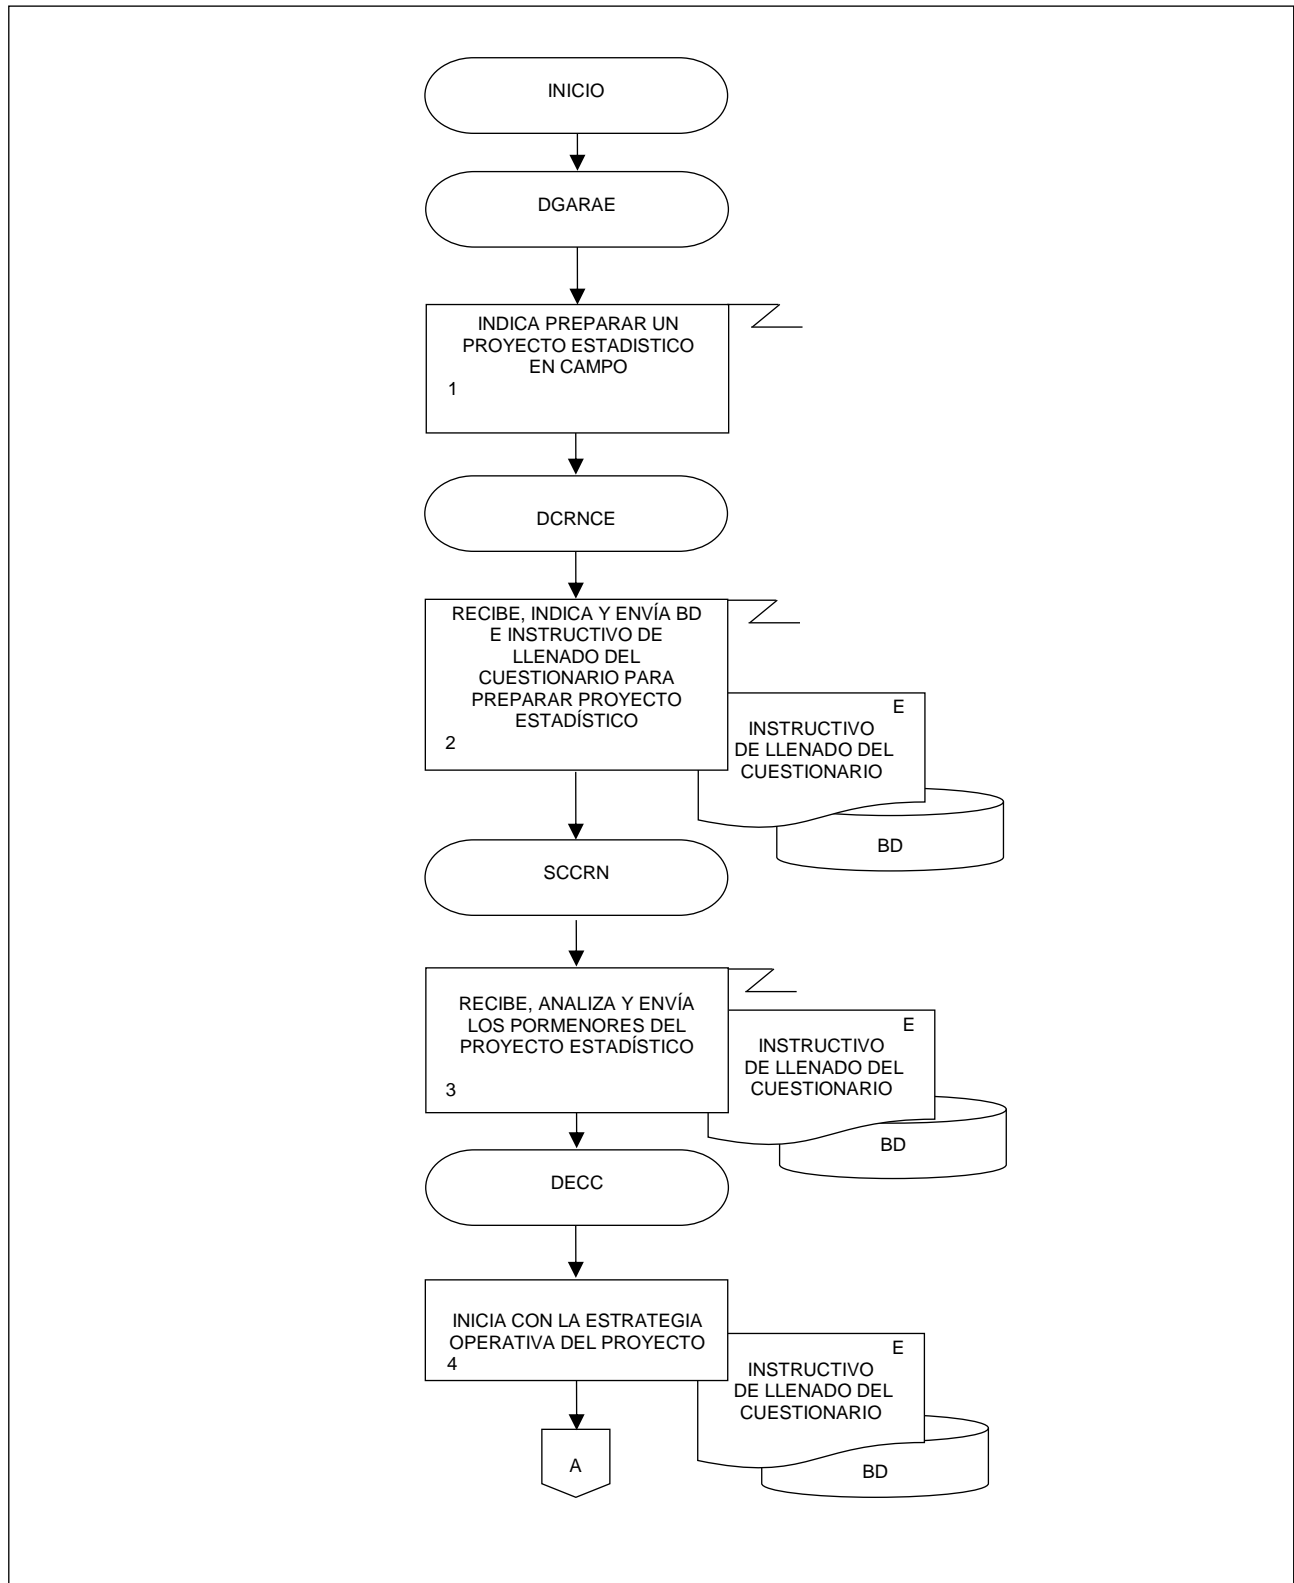 INICIO
DGARAE
INDICA PREPARAR UN
PROYECTO ESTADISTICO
EN CAMPO
1
DCRNCE
RECIBE, INDICA Y ENVÍA BD
E INSTRUCTIVO DE
LLENADO DEL
CUESTIONARIO PARA
PREPARAR PROYECTO
ESTADÍSTICO
2
E
INSTRUCTIVO
DE LLENADO DEL
CUESTIONARIO
BD
SCCRN
RECIBE, ANALIZA Y ENVÍA
LOS PORMENORES DEL
PROYECTO ESTADÍSTICO
3
E
INSTRUCTIVO
DE LLENADO DEL
CUESTIONARIO
BD
DECC
INICIA CON LA ESTRATEGIA
OPERATIVA DEL PROYECTO
4
E
INSTRUCTIVO
DE LLENADO DEL
CUESTIONARIO
BD
A